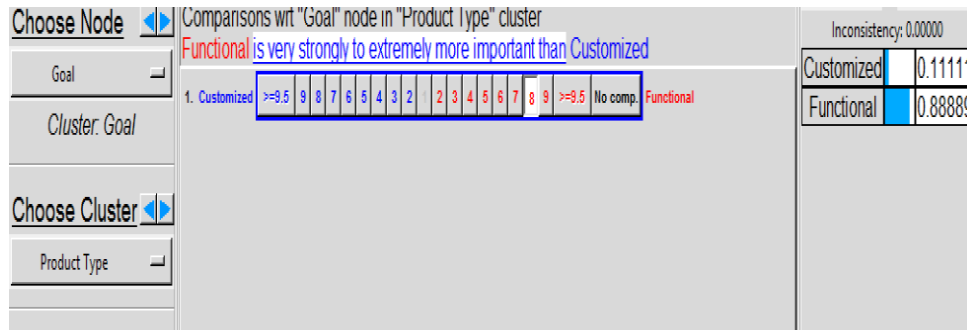 Choose Node
Goal
Cluster: Goal
Choose Cluster
Product Type
Comparisons wrt "Goal" node in "Product Type" cluster
Functional is very strongly to extremely more important than Customized
1. Customized >=9.5 9 8 7 6 5 4 3 2 1 2 3 4 5 6 7 8 9 >=9.5 No comp. Functional
Inconsistency: 0.00000
Customized 0.11111
Functional 0.88889